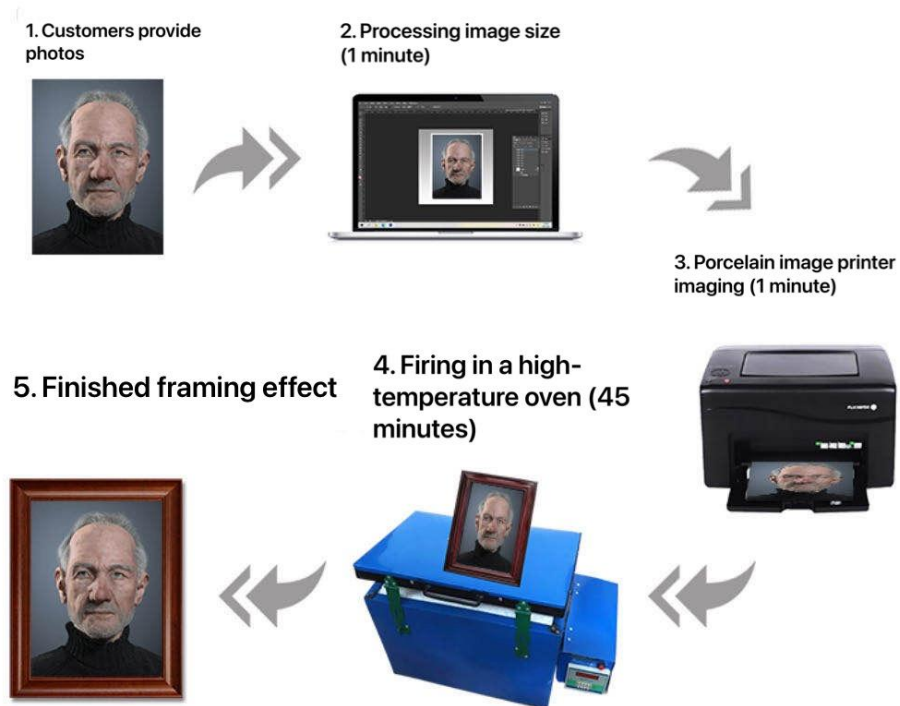 1. Customers provide
photos
2. Processing image size
(1 minute)
3. Porcelain image printer
imaging (1 minute)
4. Firing in a high-
temperature oven (45
minutes)
5. Finished framing effect